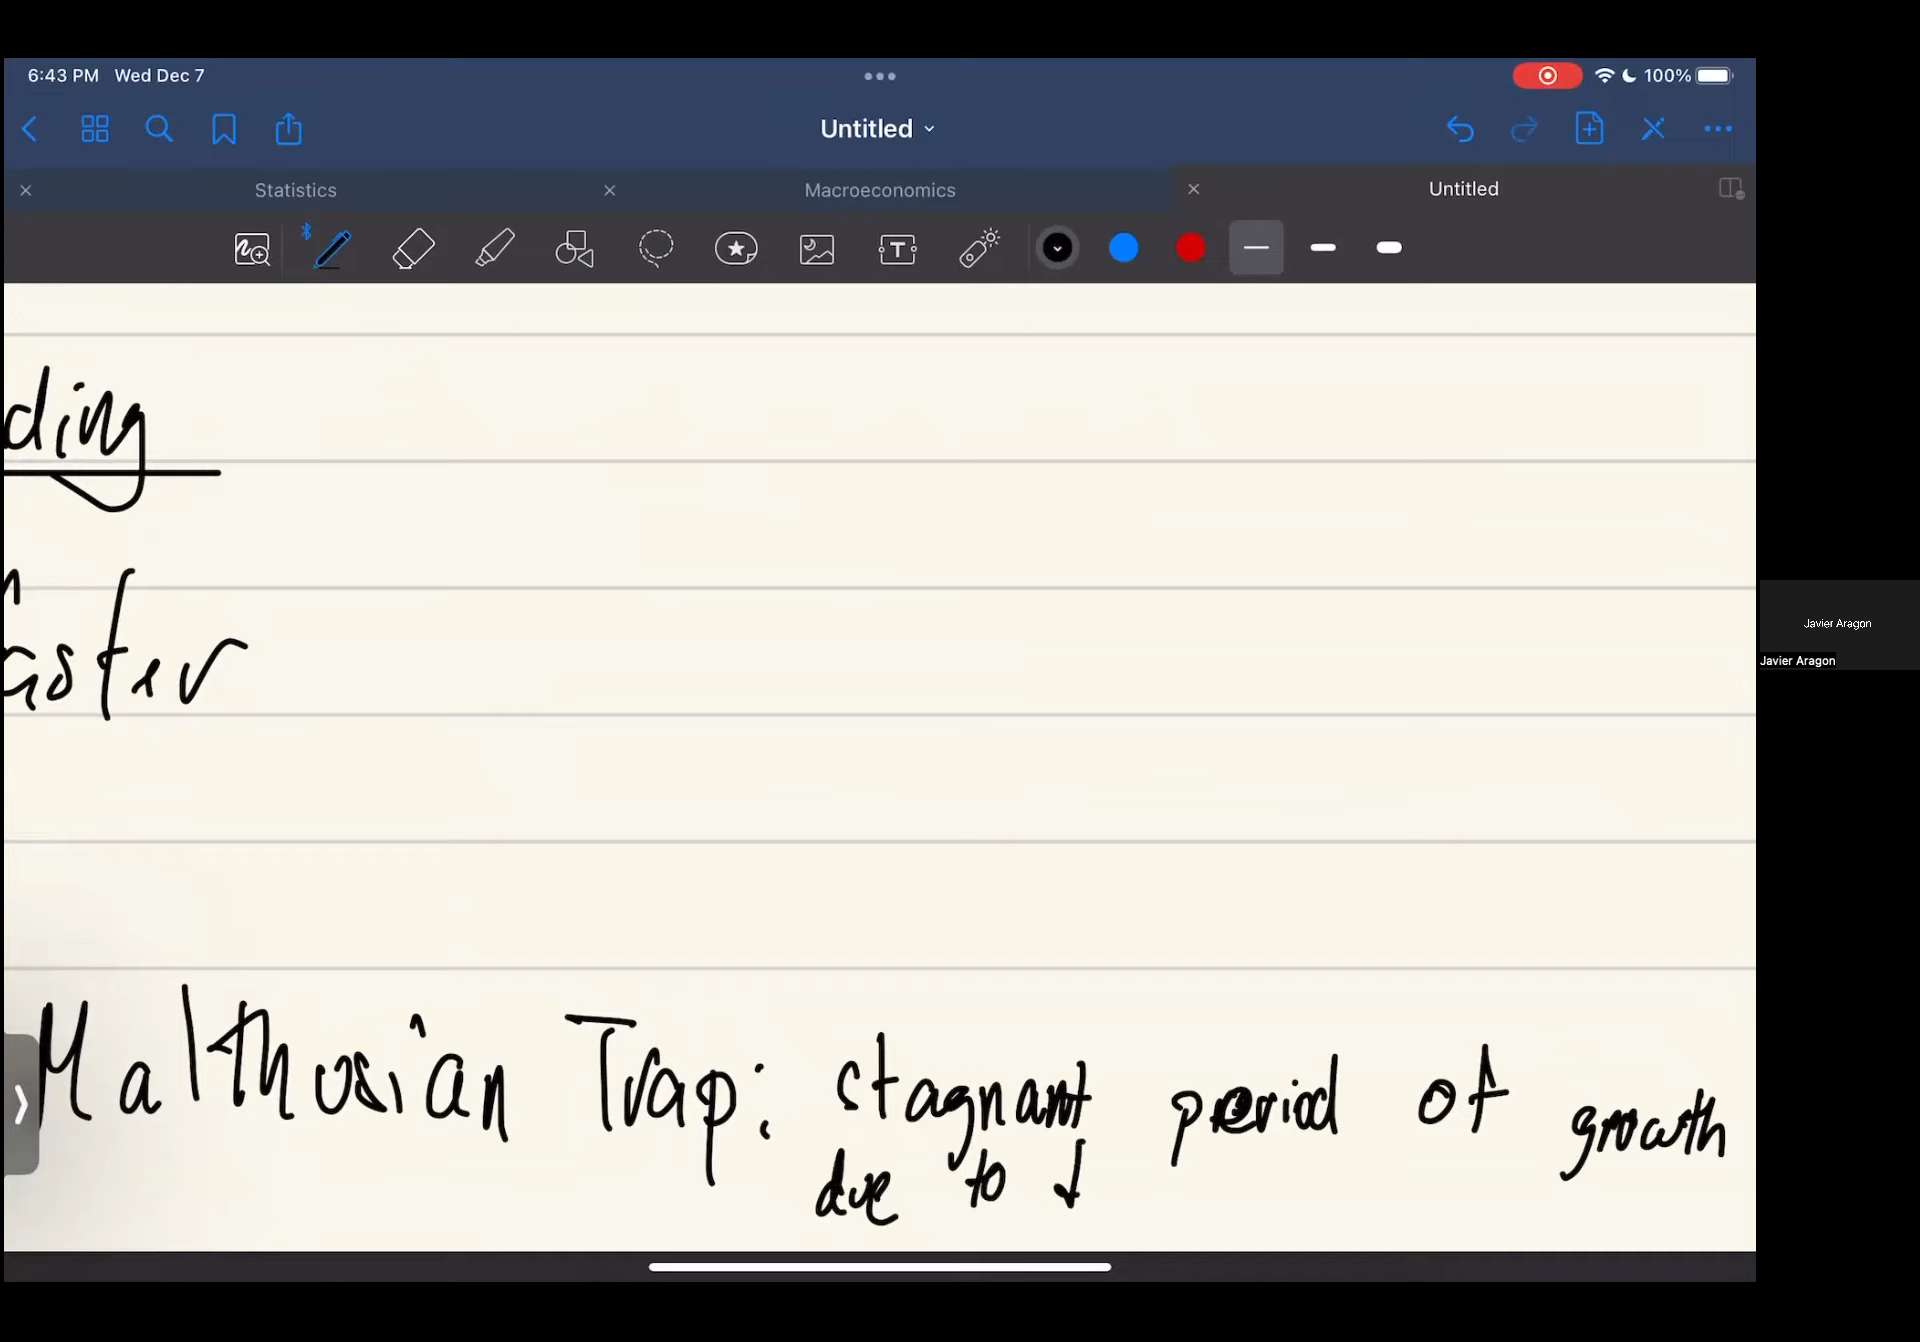 6:43 PM Wed Dec 7
100%
Untitled
Statistics
Macroeconomics
Untitled
T
ding
aster
Javier Aragon
Javier Aragon
Malthusian Trap: stagnant period of growth
due to ↓